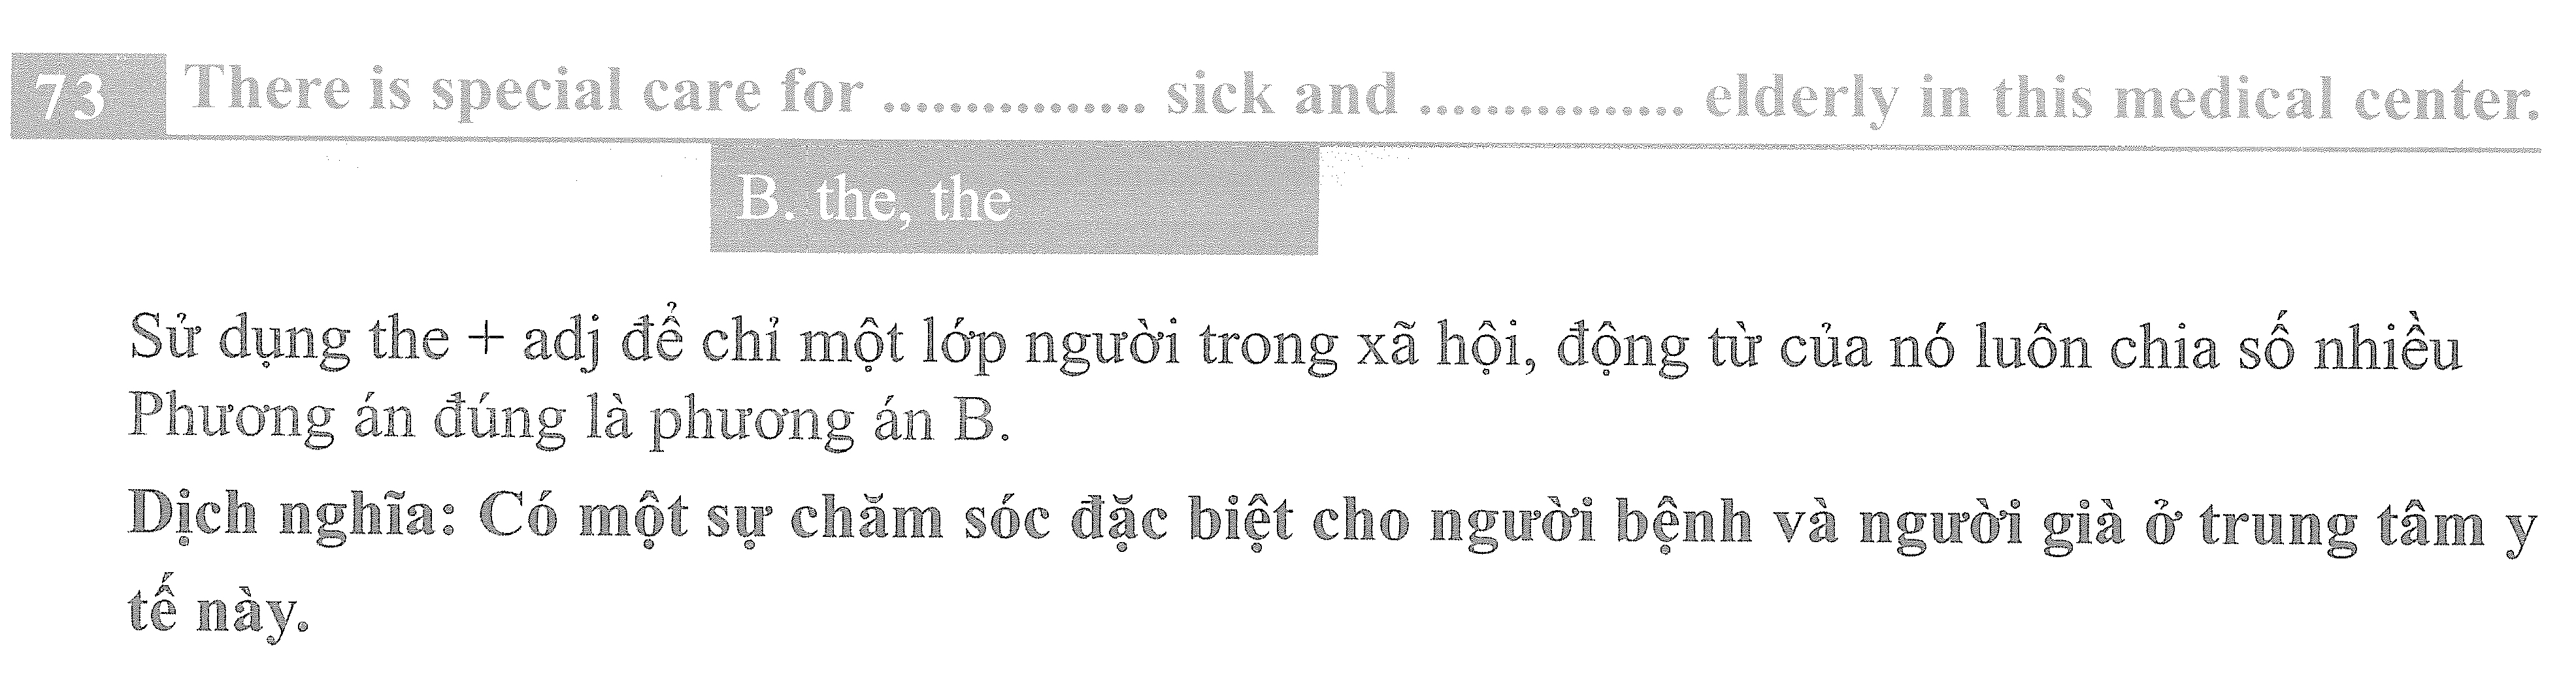 73 There is special care for ................ sick and ................ elderly in this medical center.
B. the, the
Sử dụng the + adj để chỉ một lớp người trong xã hội, động từ của nó luôn chia số nhiều
Phương án đúng là phương án B.
Dịch nghĩa: Có một sự chăm sóc đặc biệt cho người bệnh và người già ở trung tâm y
tế này.